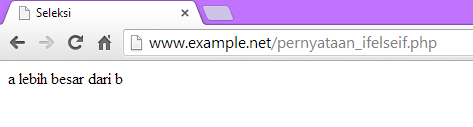 Seleksi
www.example.net/pernyataan_ifelseif.php
a lebih besar dari b